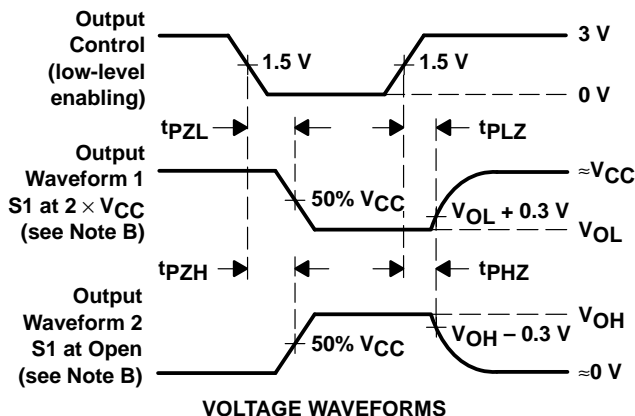 Output
Control
(low-level
enabling)
1.5 V
1.5 V
3 V
0 V
tPZL
tPLZ
Output
Waveform 1
S1 at 2 × VCC
(see Note B)
50% VCC
≈VCC
VOL + 0.3 V
VOL
tPZH
tPHZ
Output
Waveform 2
S1 at Open
(see Note B)
50% VCC
VOH
VOH – 0.3 V
≈0 V
VOLTAGE WAVEFORMS